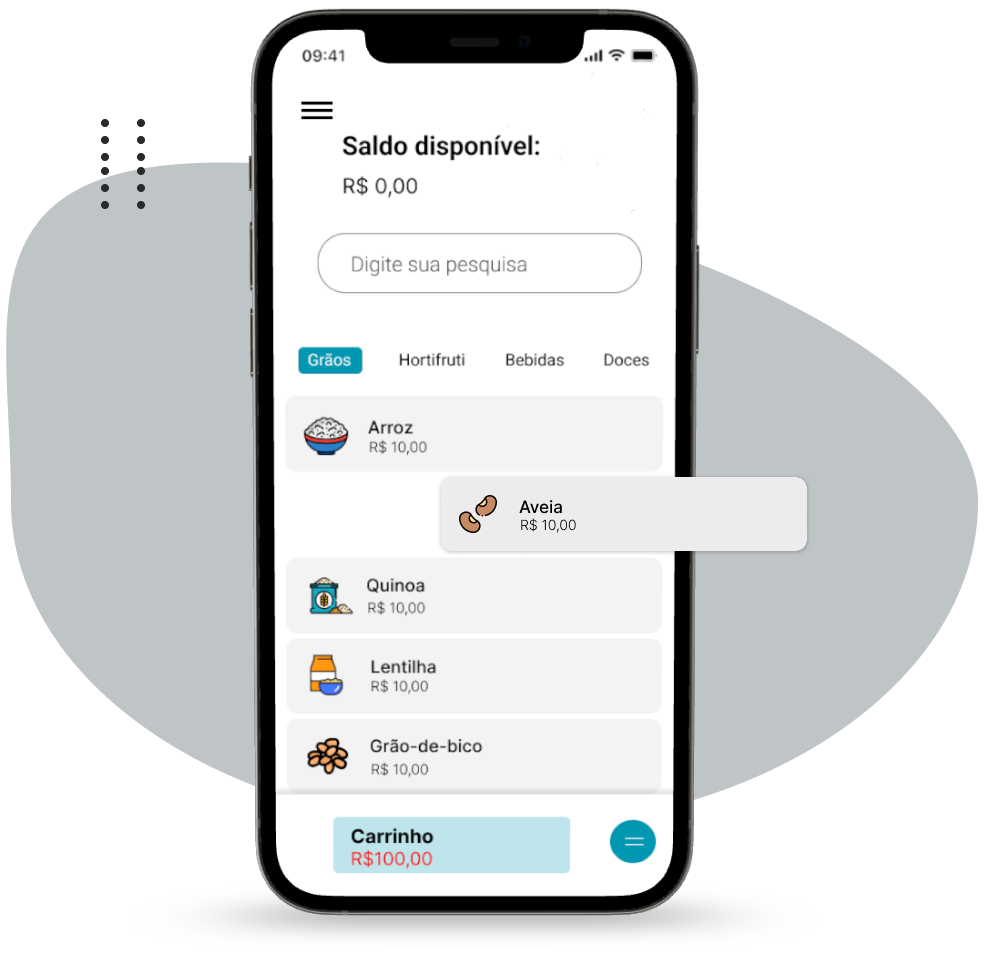 09:41
Saldo disponível:
R$ 0,00
Digite sua pesquisa
Grãos Hortifruti Bebidas Doces
Arroz
R$ 10,00
Aveia
R$ 10,00
Quinoa
R$ 10,00
Lentilha
R$ 10,00
Grão-de-bico
R$ 10,00
Carrinho
R$100,00